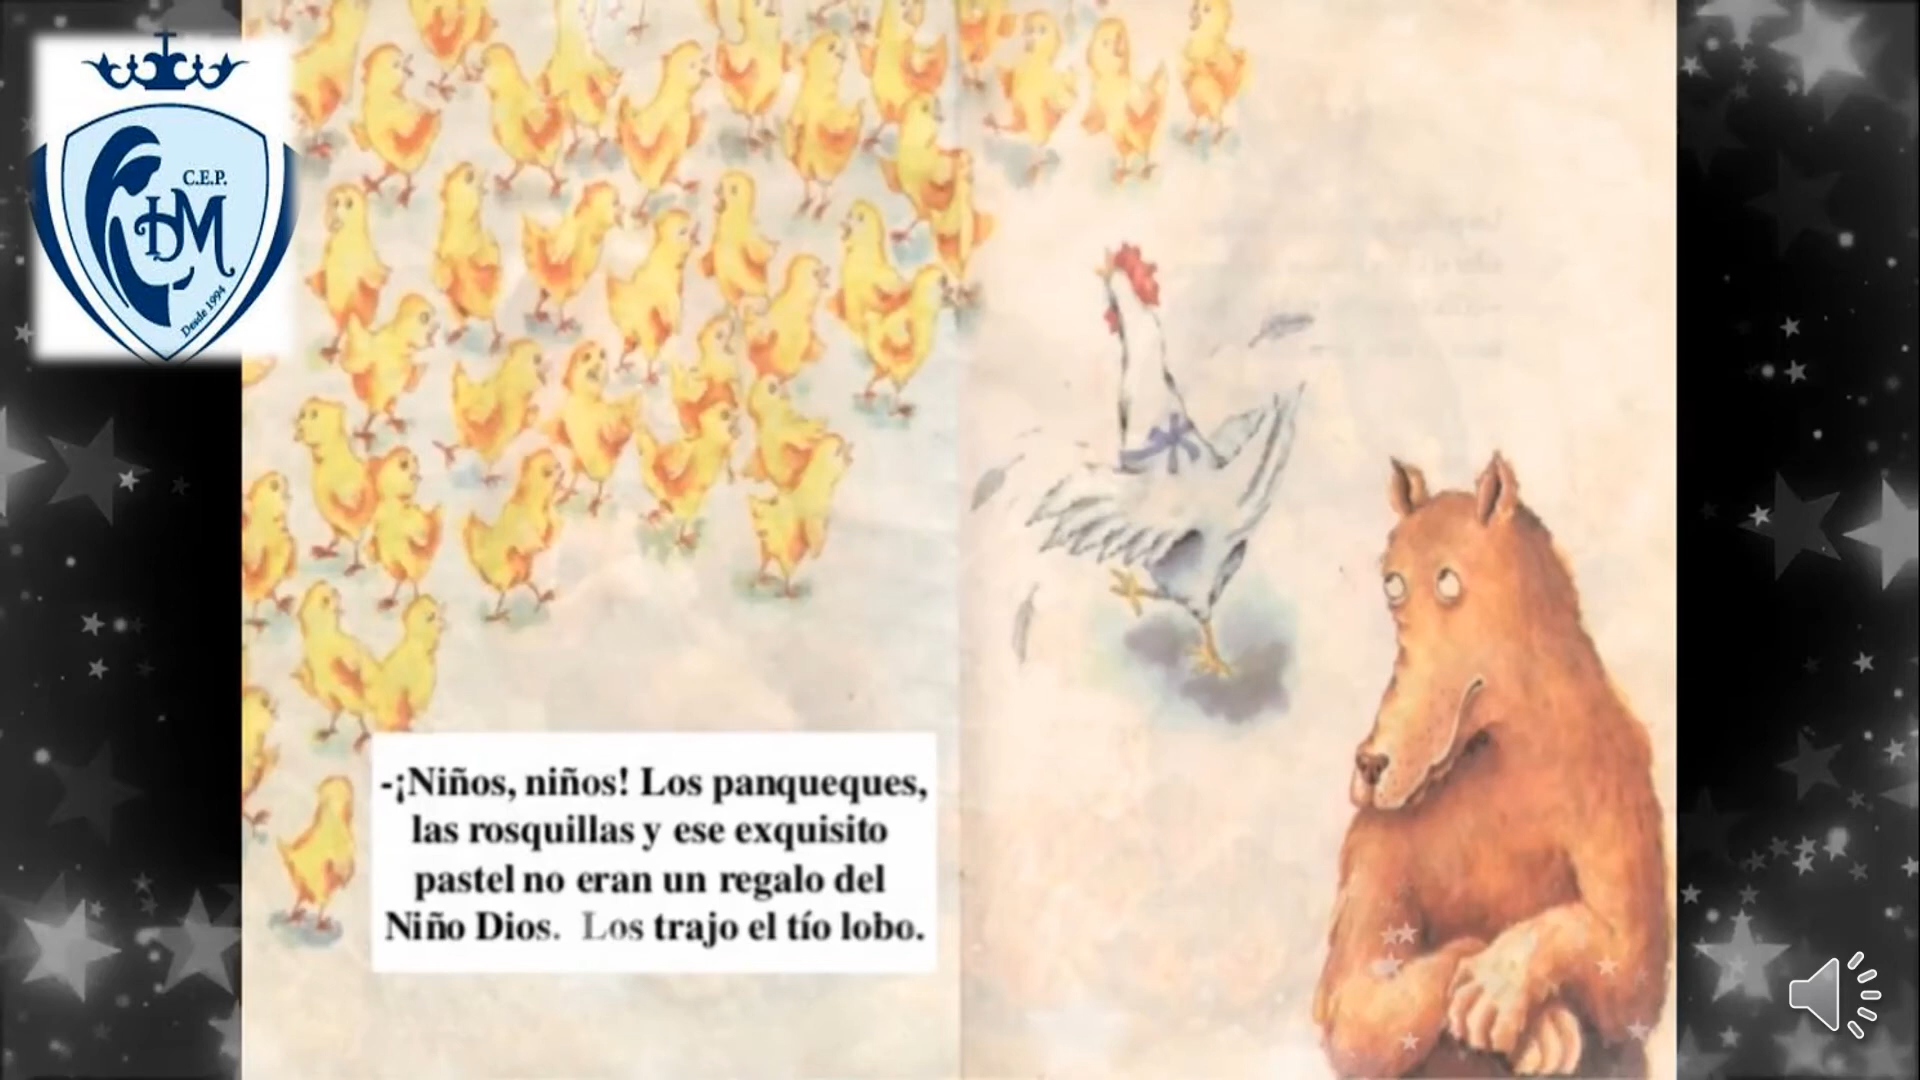 C.E.P.
DM
Desde 1994
-¡Niños, niños! Los panqueques,
las rosquillas y ese exquisito
pastel no eran un regalo del
Niño Dios. Los trajo el tío lobo.